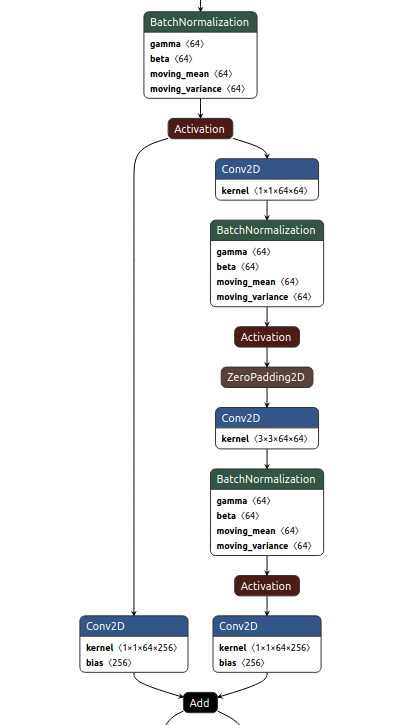 BatchNormalization
gamma ⟨64⟩
beta ⟨64⟩
moving_mean ⟨64⟩
moving_variance ⟨64⟩
Activation
Conv2D
kernel ⟨1×1×64×64⟩
BatchNormalization
gamma ⟨64⟩
beta ⟨64⟩
moving_mean ⟨64⟩
moving_variance ⟨64⟩
Activation
ZeroPadding2D
Conv2D
kernel ⟨3×3×64×64⟩
BatchNormalization
gamma ⟨64⟩
beta ⟨64⟩
moving_mean ⟨64⟩
moving_variance ⟨64⟩
Activation
Conv2D
kernel ⟨1×1×64×256⟩
bias ⟨256⟩
Conv2D
kernel ⟨1×1×64×256⟩
bias ⟨256⟩
Add